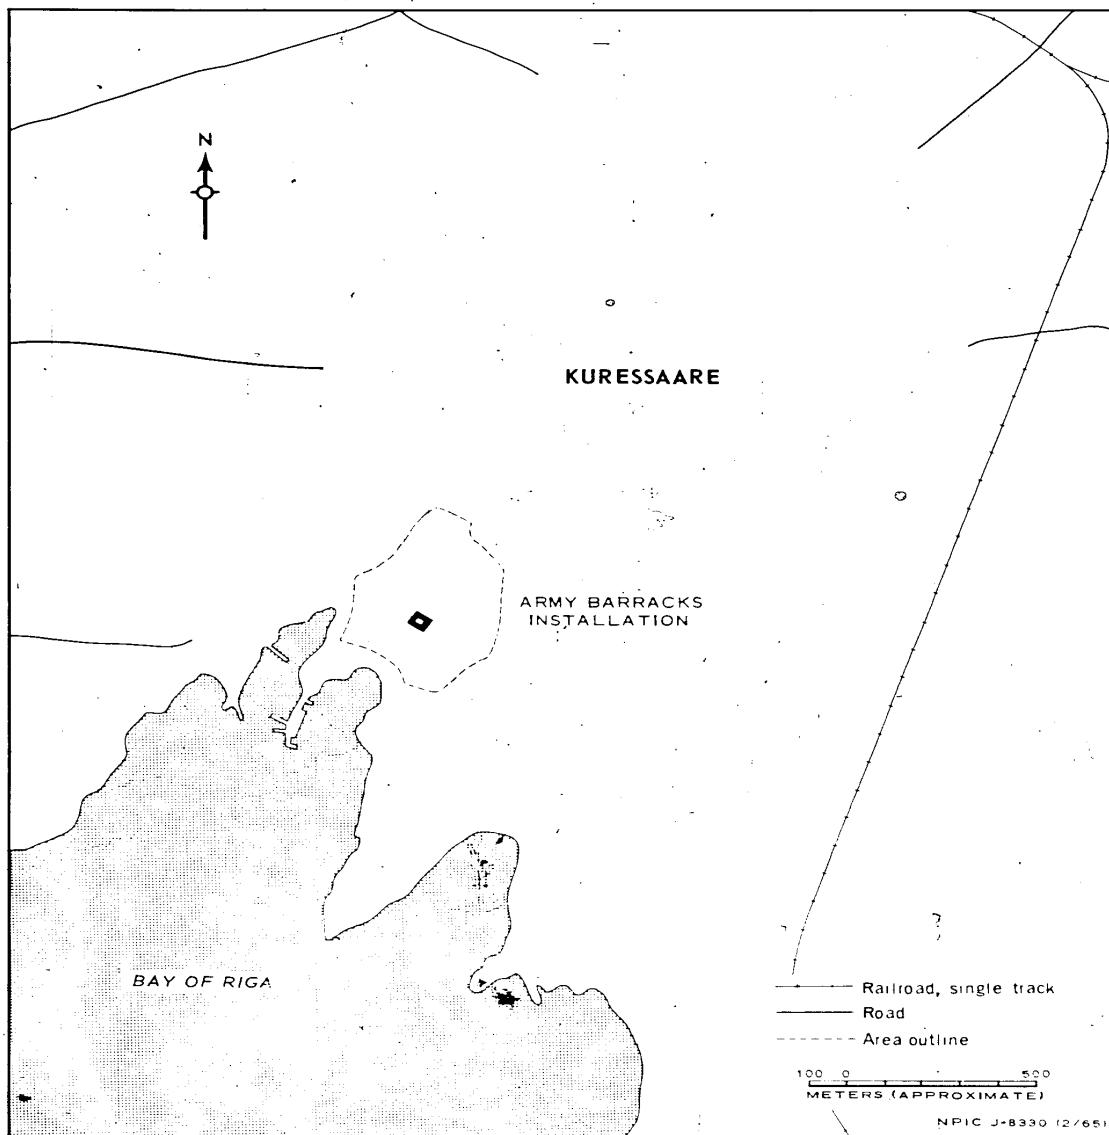 N
KURESSAARE
ARMY BARRACKS
INSTALLATION
BAY OF RIGA
Railroad, single track
Road
Area outline
100 0 500
METERS (APPROXIMATE)
NPIC J-8330 (2/65)